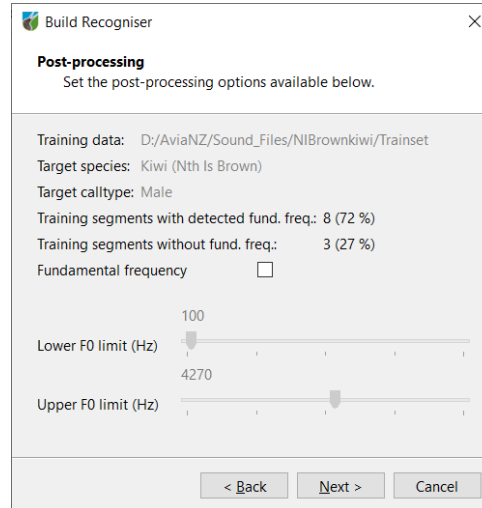 Build Recogniser
Post-processing
Set the post-processing options available below.
Training data: D:/AviaNZ/Sound_Files/NIBrownkiwi/Trainset
Target species: Kiwi (Nth Is Brown)
Target calltype: Male
Training segments with detected fund. freq.: 8 (72 %)
Training segments without fund. freq.: 3 (27 %)
Fundamental frequency
100
Lower F0 limit (Hz)
4270
Upper F0 limit (Hz)
< Back Next > Cancel